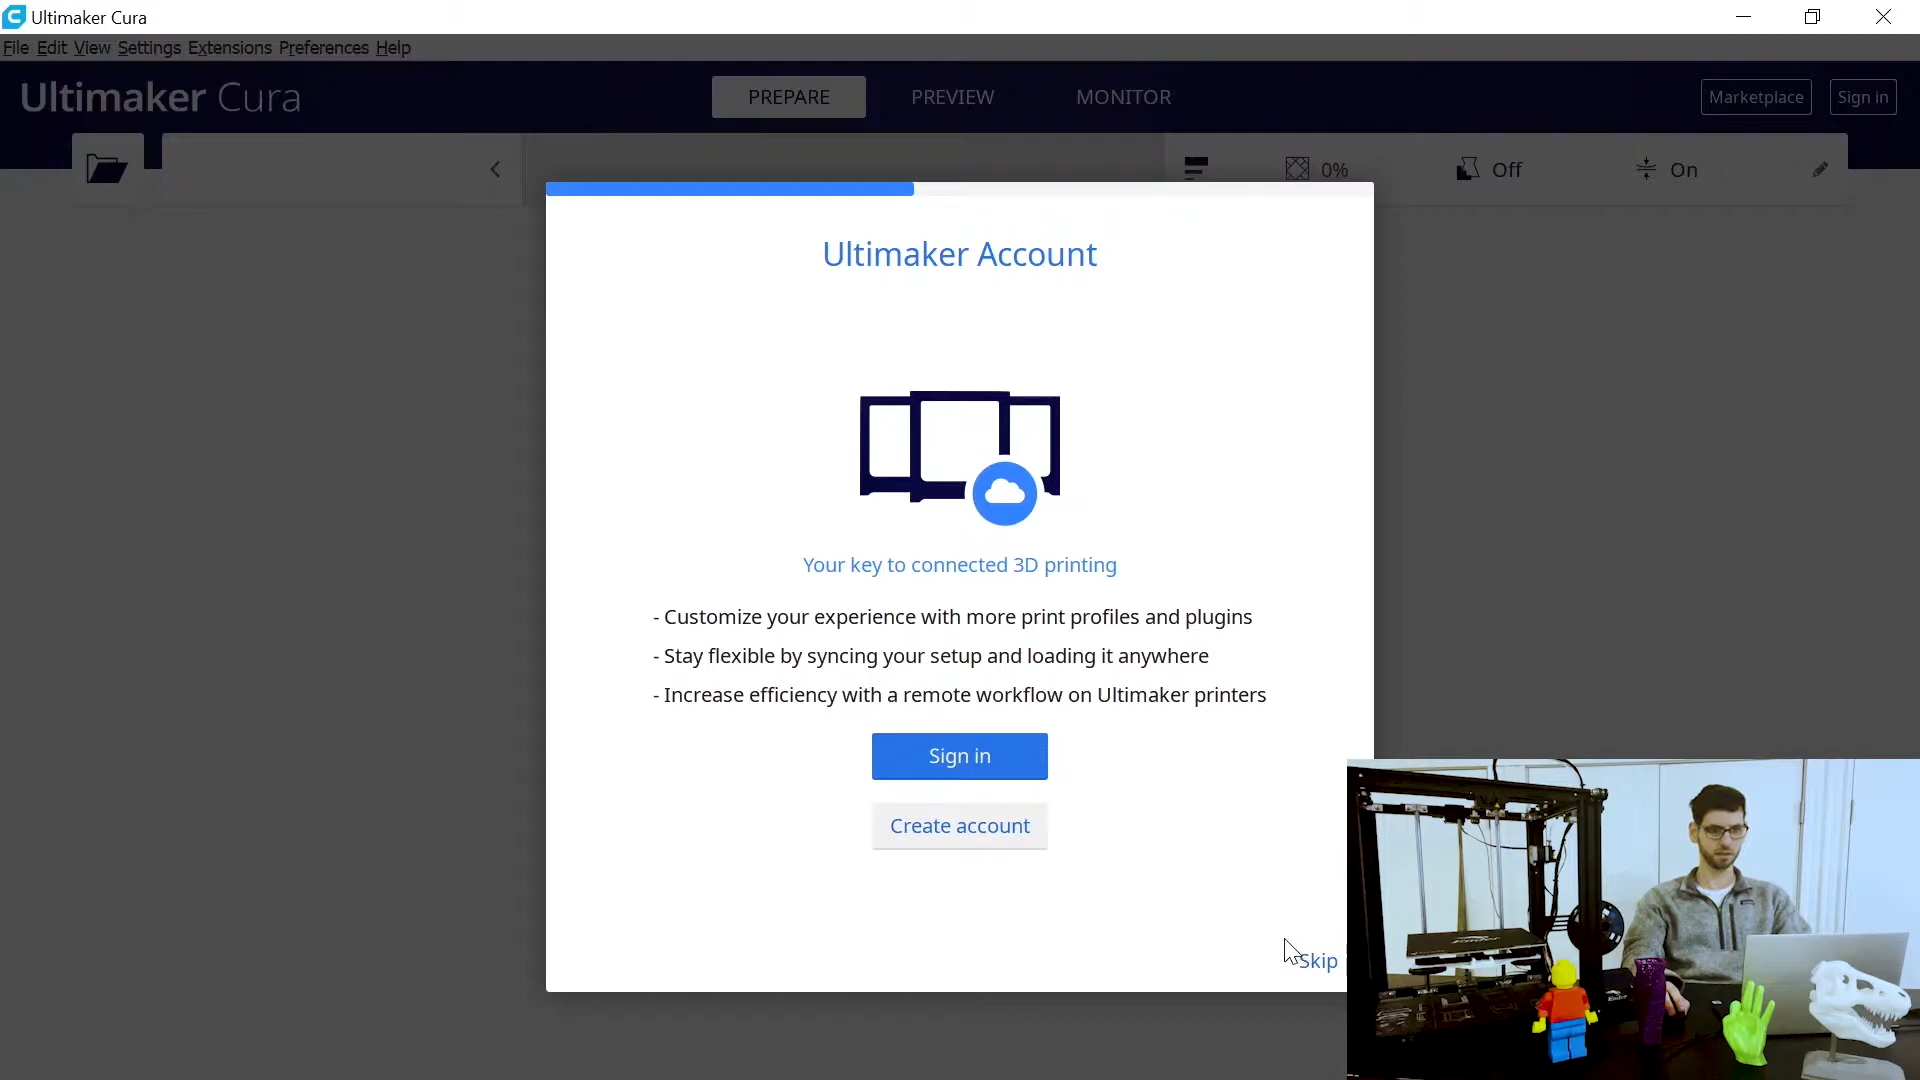 Ultimaker Cura
File Edit View Settings Extensions Preferences Help
Ultimaker Cura
PREPARE
PREVIEW
MONITOR
Marketplace
Sign in
0%
Off
On
Ultimaker Account
Your key to connected 3D printing
- Customize your experience with more print profiles and plugins
- Stay flexible by syncing your setup and loading it anywhere
- Increase efficiency with a remote workflow on Ultimaker printers
Sign in
Create account
Skip